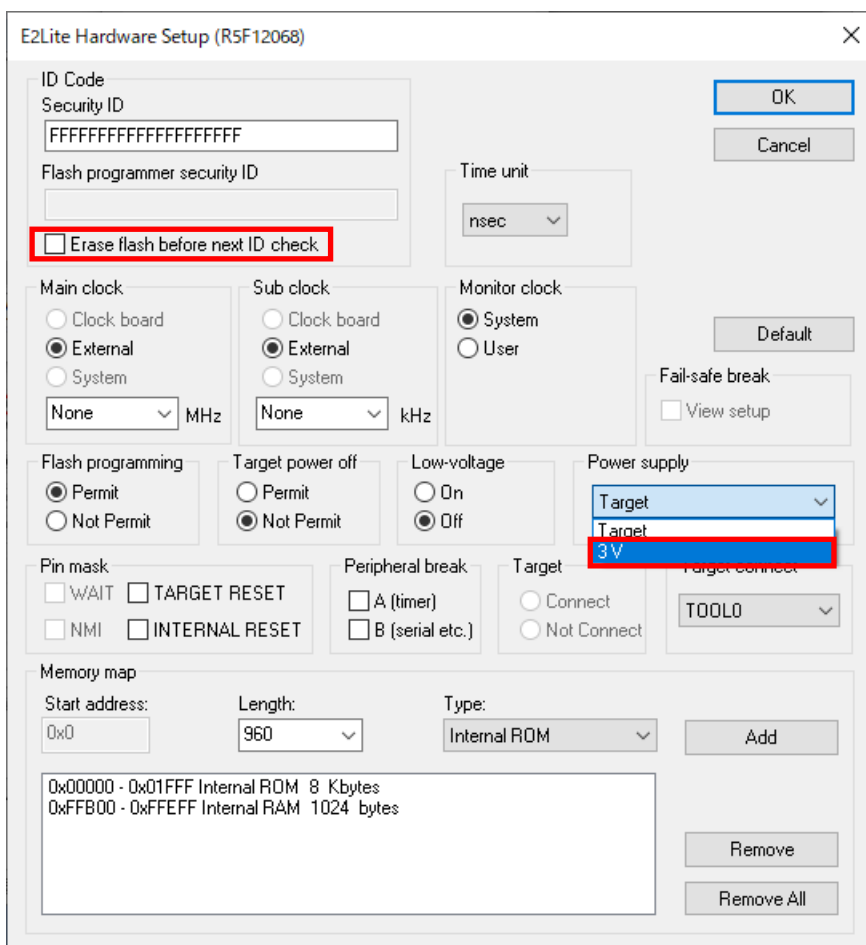 E2Lite Hardware Setup (R5F12068)
ID Code
Security ID
FFFFFFFFFFFFFFFFFFFF
Flash programmer security ID
Erase flash before next ID check
Time unit
nsec
OK
Cancel
Main clock
Clock board
External
System
None MHz
Sub clock
Clock board
External
System
None kHz
Monitor clock
System
User
Default
Fail-safe break
View setup
Flash programming
Permit
Not Permit
Target power off
Permit
Not Permit
Low-voltage
On
Off
Power supply
Target
Target
3 V
Pin mask
WAIT TARGET RESET
NMI INTERNAL RESET
Peripheral break
A (timer)
B (serial etc.)
Target
Connect
Not Connect
Target connect
TOOL0
Memory map
Start address: Length: Type:
0x0 960 Internal ROM Add
0x00000 - 0x01FFF Internal ROM 8 Kbytes
0xFFB00 - 0xFFEFF Internal RAM 1024 bytes
Remove
Remove All